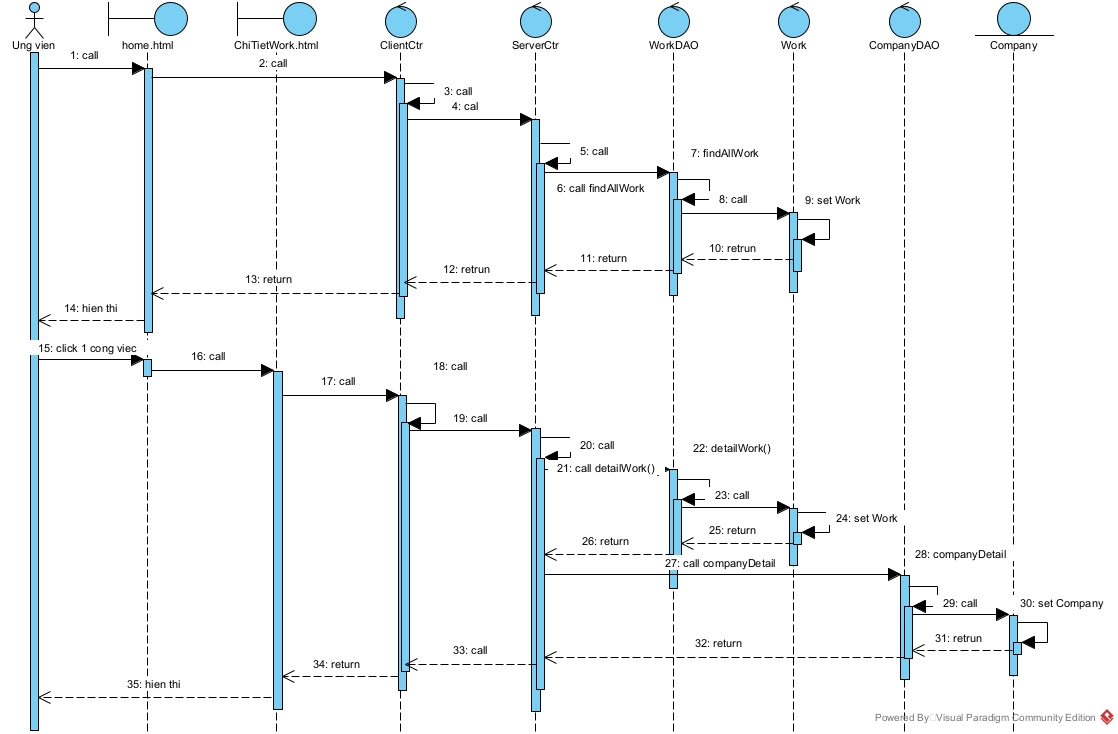 Ung vien
home.html
ChiTietWork.html
ClientCtr
ServerCtr
WorkDAO
Work
CompanyDAO
Company
1: call
2: call
3: call
4: cal
5: call
6: call findAllWork
7: findAllWork
8: call
9: set Work
10: retrun
11: return
12: retrun
13: return
14: hien thi
15: click 1 cong viec
16: call
17: call
18: call
19: call
20: call
21: call detailWork()
22: detailWork()
23: call
24: set Work
25: return
26: return
27: call companyDetail
28: companyDetail
29: call
30: set Company
31: retrun
32: return
33: call
34: return
35: hien thi
Powered By Visual Paradigm Community Edition